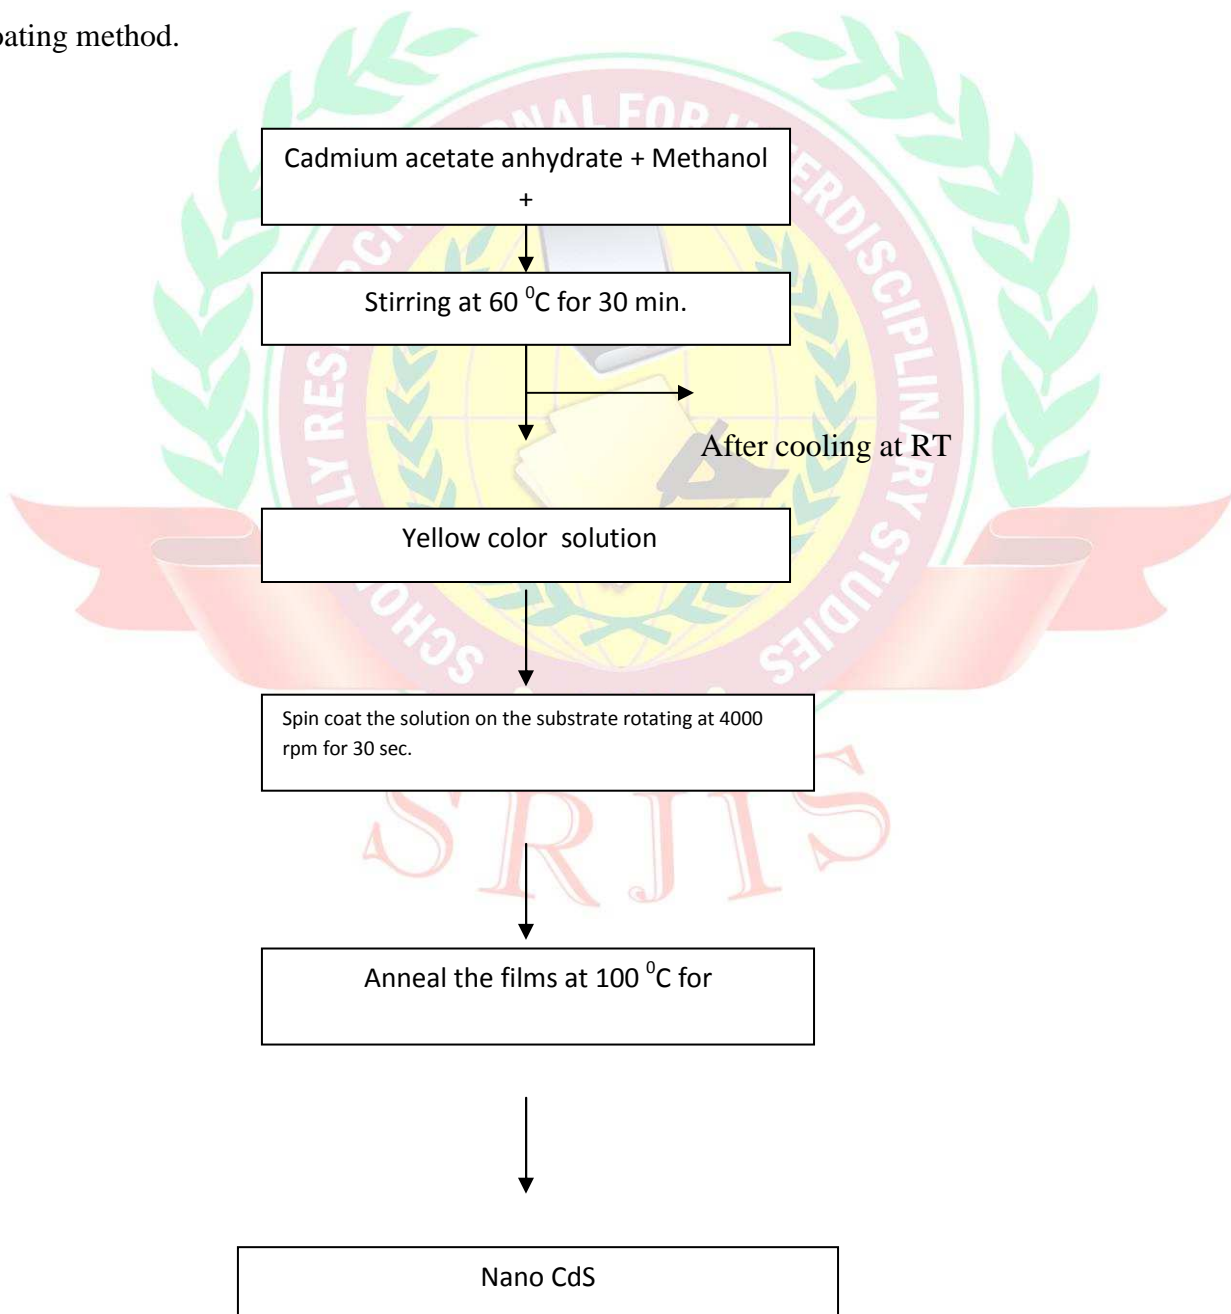 oating method.
Cadmium acetate anhydrate + Methanol
+
Stirring at 60 ⁰C for 30 min.
After cooling at RT
Yellow color solution
Spin coat the solution on the substrate rotating at 4000
rpm for 30 sec.
Anneal the films at 100 ⁰C for
Nano CdS
SRJIS